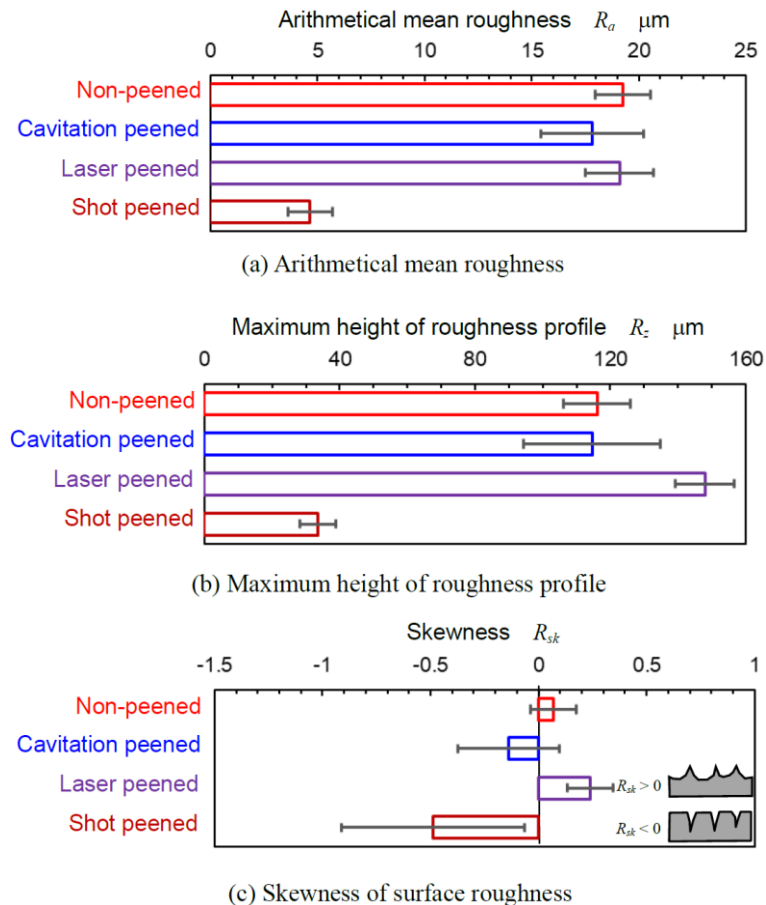 Arithmetical mean roughness Ra μm
0 5 10 15 20 25
Non-peened
Cavitation peened
Laser peened
Shot peened
(a) Arithmetical mean roughness
Maximum height of roughness profile Rz μm
0 40 80 120 160
Non-peened
Cavitation peened
Laser peened
Shot peened
(b) Maximum height of roughness profile
Skewness Rsk
-1.5 -1 -0.5 0 0.5 1
Non-peened
Cavitation peened
Laser peened
Rsk > 0
Shot peened
Rsk < 0
(c) Skewness of surface roughness